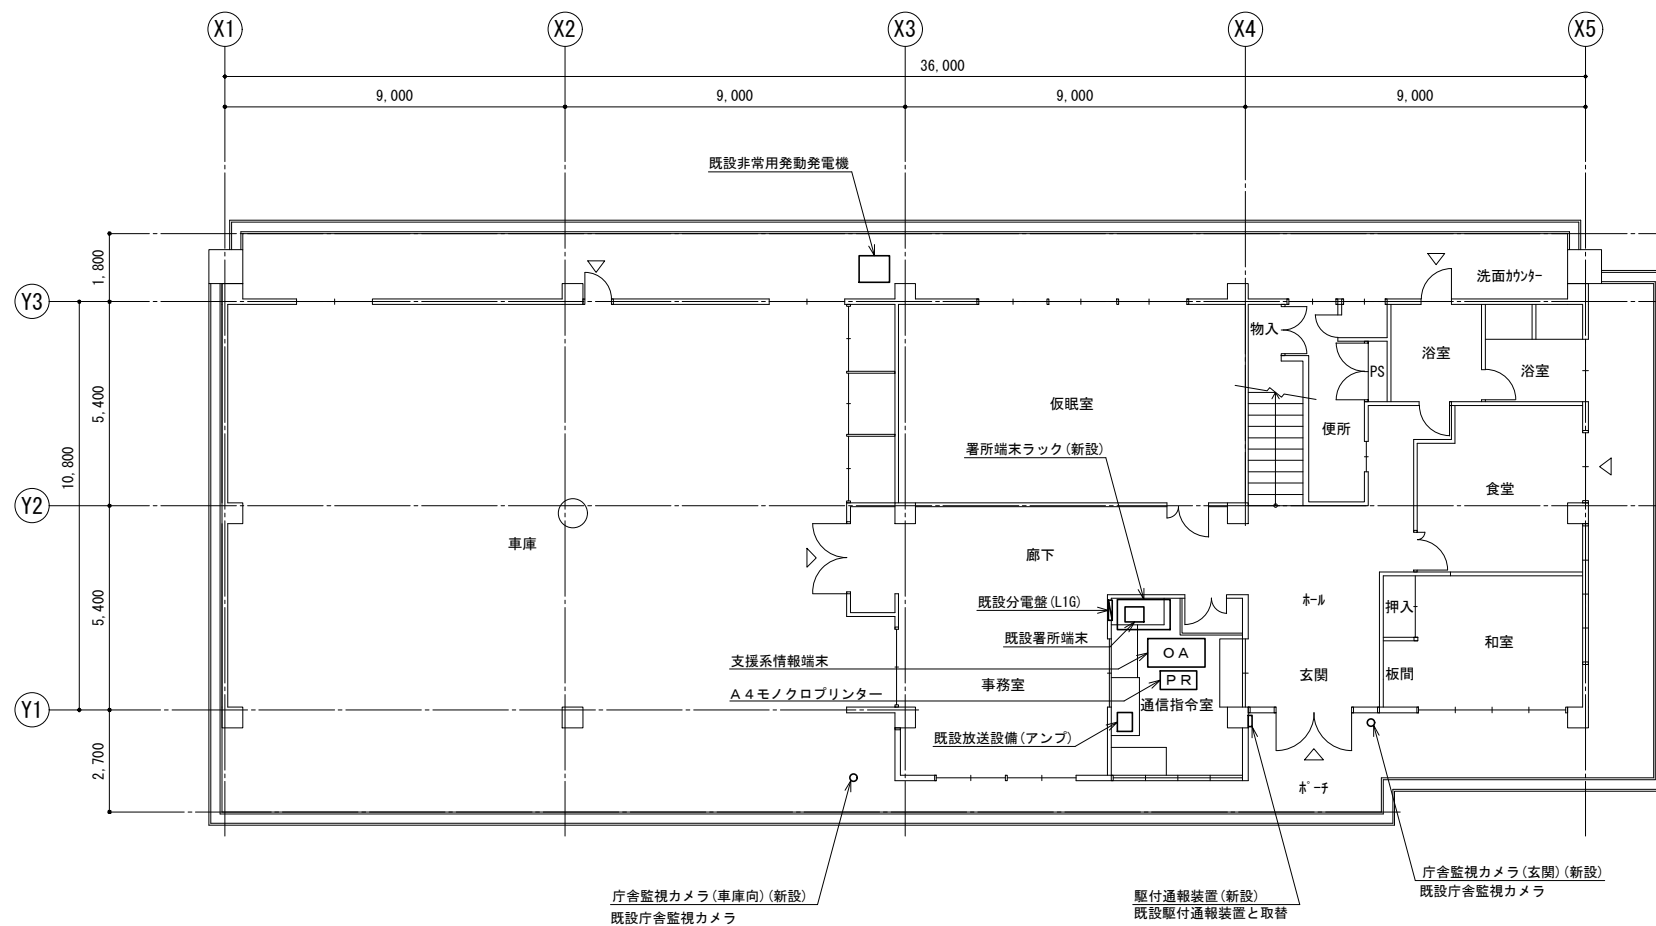 X1 X2 X3 X4 X5
36,000
9,000 9,000 9,000 9,000
既設非常用発動発電機
1,800
洗面ｶｳﾝﾀｰ
Y3
物入
浴室
PS
浴室
5,400
仮眠室
便所
署所端末ラック(新設)
10,800
食堂
Y2
車庫
廊下
既設分電盤(L1G)
ﾎｰﾙ
押入
5,400
既設署所端末
和室
支援系情報端末
OA
玄関
板間
事務室
PR
A4モノクロプリンター
通信指令室
Y1
既設放送設備(アンプ)
2,700
ﾎﾟｰﾁ
庁舎監視カメラ(車庫向)(新設)
既設庁舎監視カメラ
駆付通報装置(新設)
既設駆付通報装置と取替
庁舎監視カメラ(玄関)(新設)
既設庁舎監視カメラ